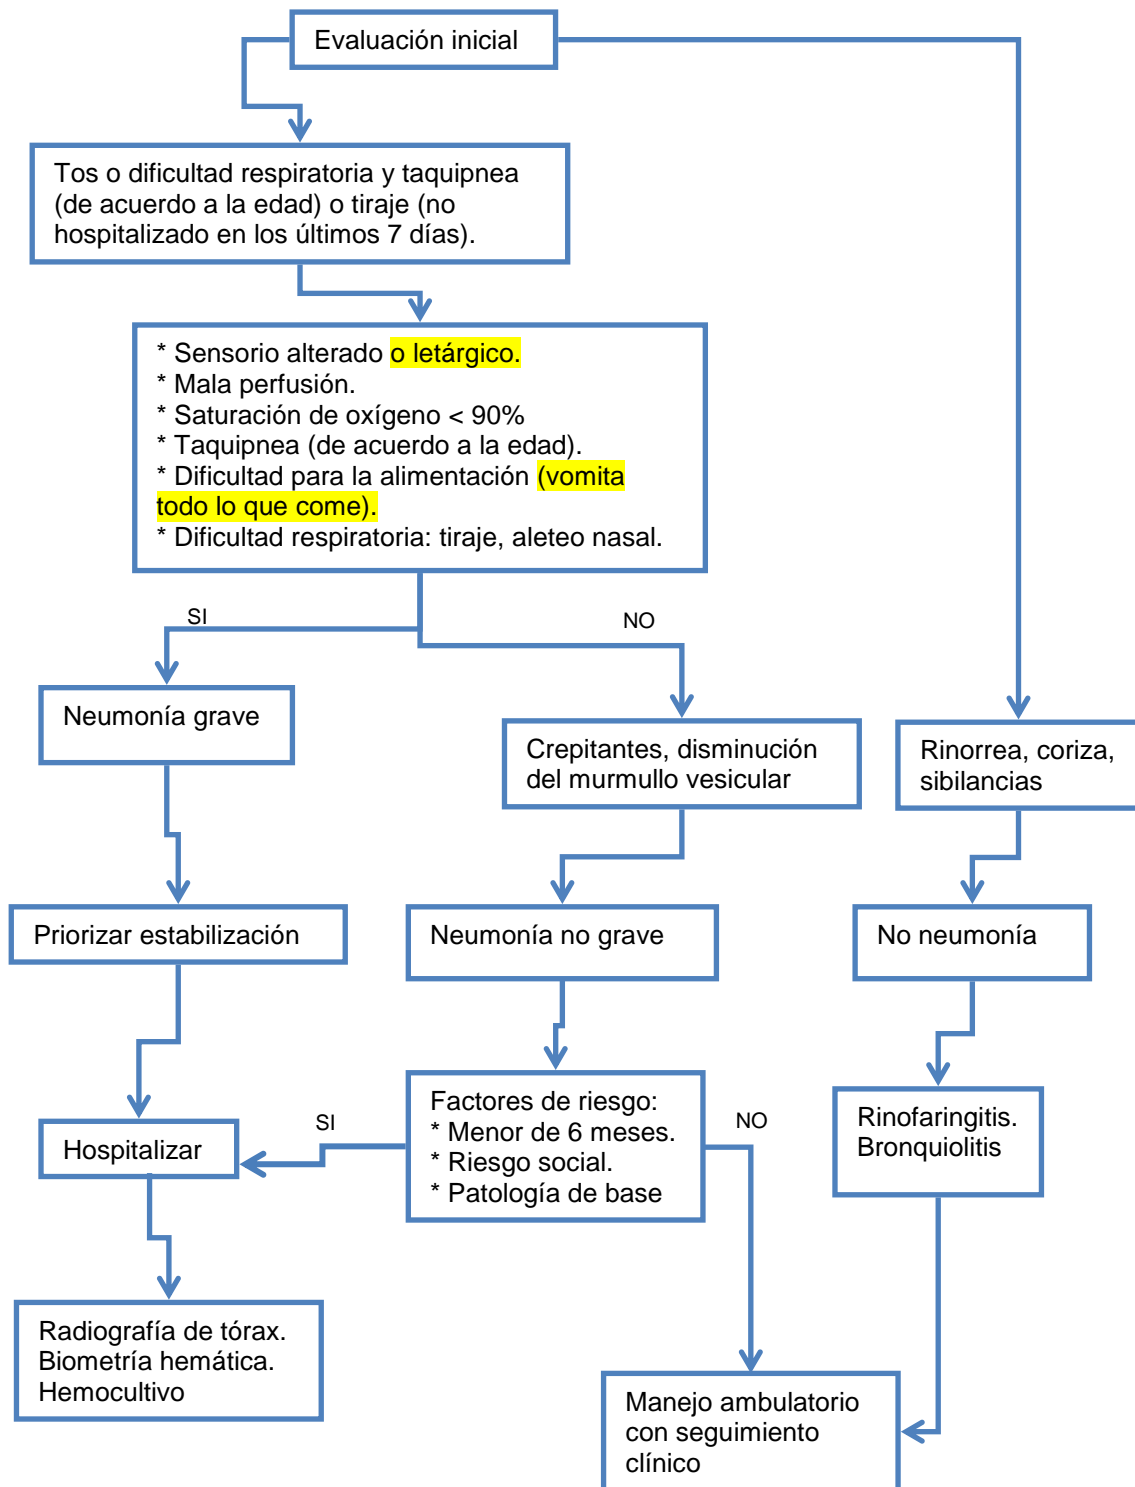 Evaluación inicial
Tos o dificultad respiratoria y taquipnea
(de acuerdo a la edad) o tiraje (no
hospitalizado en los últimos 7 días).
* Sensorio alterado o letárgico.
* Mala perfusión.
* Saturación de oxígeno < 90%
* Taquipnea (de acuerdo a la edad).
* Dificultad para la alimentación (vomita
todo lo que come).
* Dificultad respiratoria: tiraje, aleteo nasal.
SI
NO
Neumonía grave
Crepitantes, disminución
del murmullo vesicular
Rinorrea, coriza,
sibilancias
Priorizar estabilización
Neumonía no grave
No neumonía
Hospitalizar
SI
Factores de riesgo:
* Menor de 6 meses.
* Riesgo social.
* Patología de base
NO
Rinofaringitis.
Bronquiolitis
Radiografía de tórax.
Biometría hemática.
Hemocultivo
Manejo ambulatorio
con seguimiento
clínico